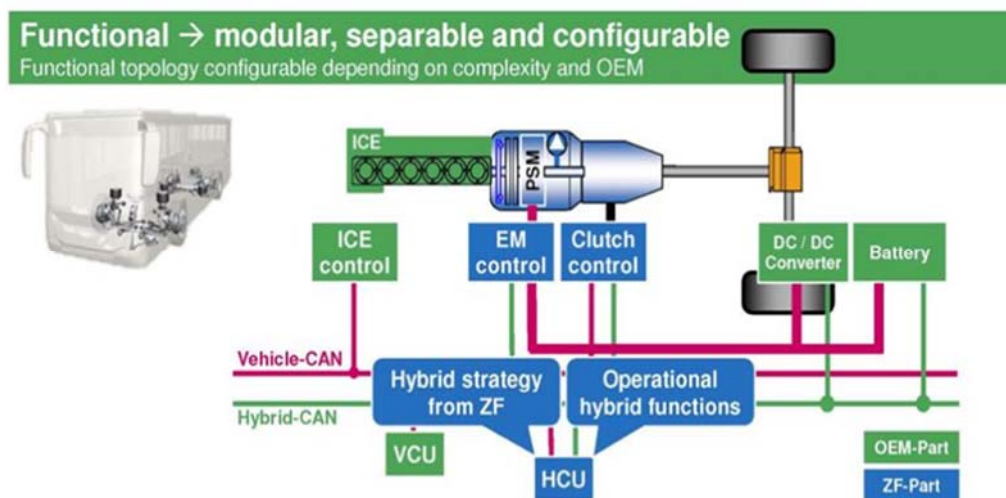 Functional → modular, separable and configurable
Functional topology configurable depending on complexity and OEM
ICE
PSM
ICE
control
EM
control
Clutch
control
DC / DC
Converter
Battery
Vehicle-CAN
Hybrid strategy
from ZF
Operational
hybrid functions
Hybrid-CAN
VCU
HCU
OEM-Part
ZF-Part